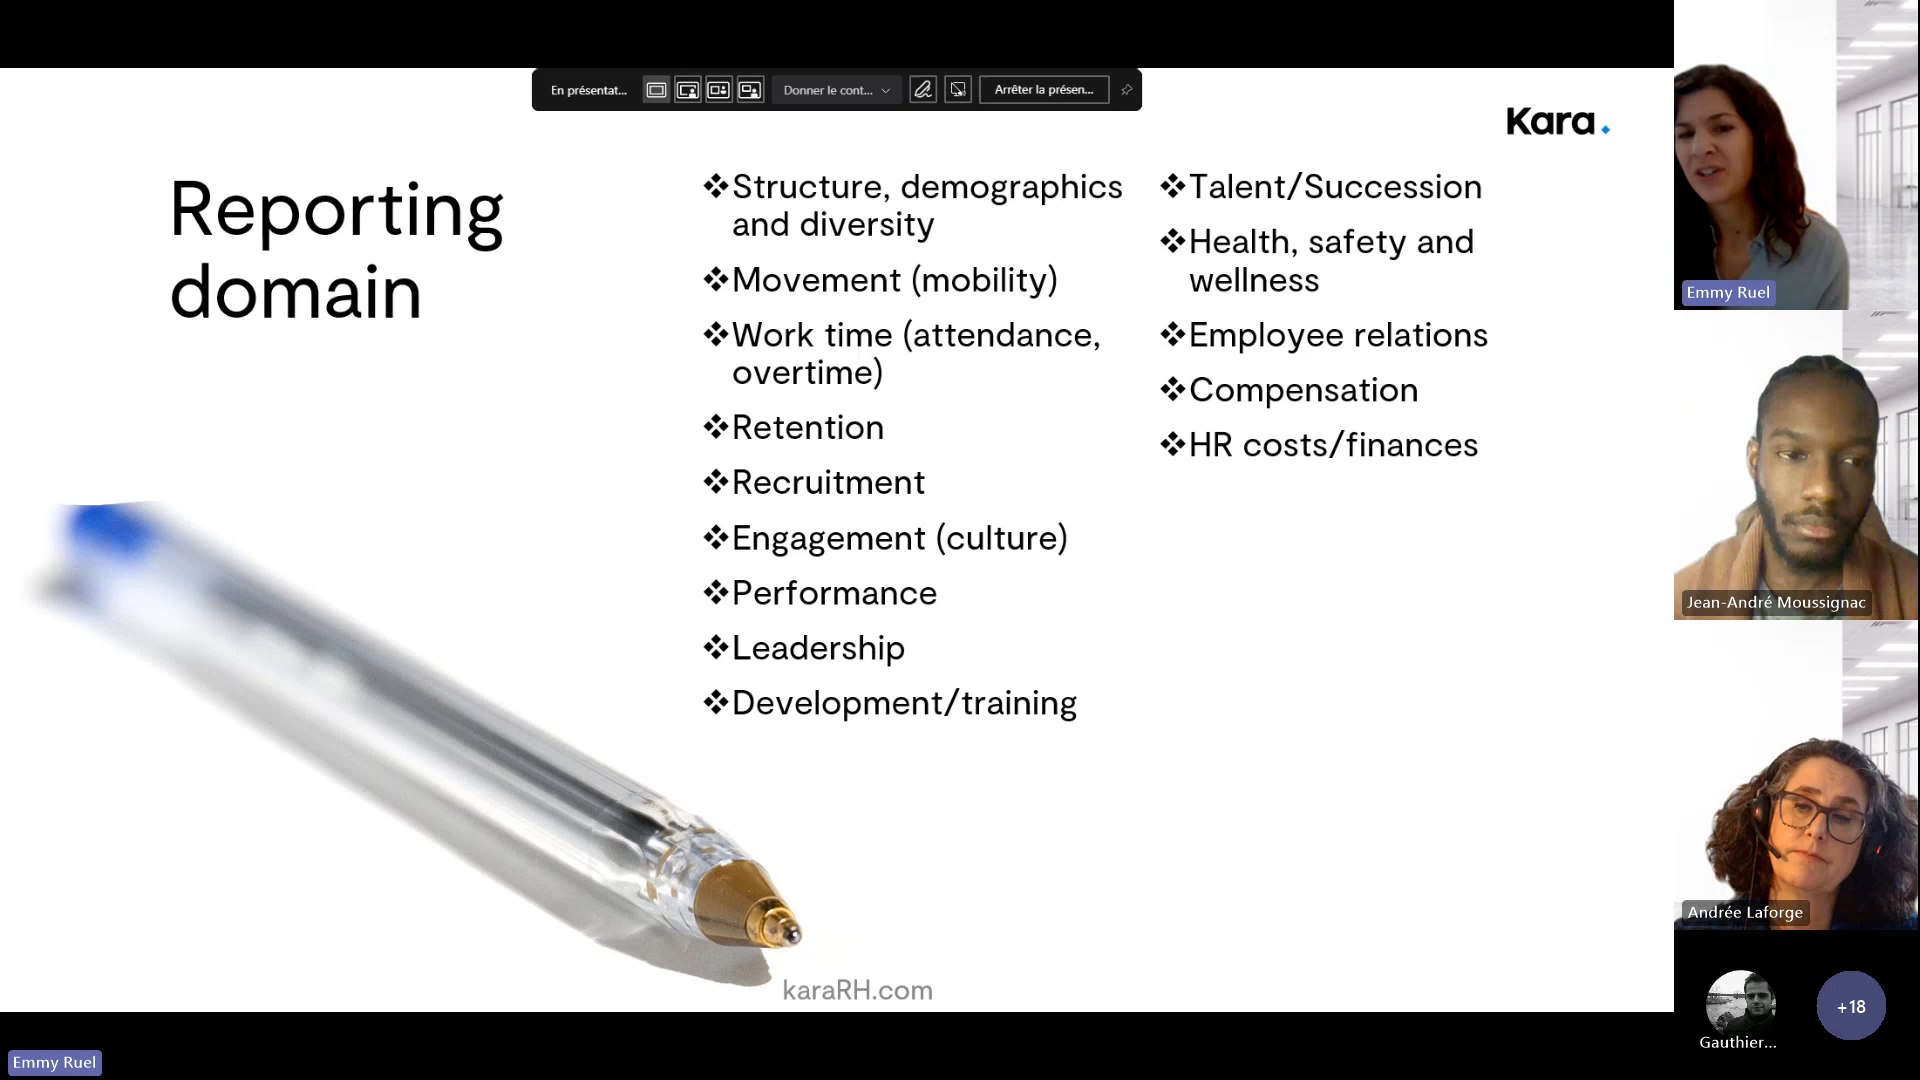 En présentat...
Donner le cont...
Arrêter la présen...
Kara.
Reporting
domain
❖Structure, demographics
and diversity
❖Movement (mobility)
❖Work time (attendance,
overtime)
❖Retention
❖Recruitment
❖Engagement (culture)
❖Performance
❖Leadership
❖Development/training
❖Talent/Succession
❖Health, safety and
wellness
❖Employee relations
❖Compensation
❖HR costs/finances
karaRH.com
Emmy Ruel
Jean-André Moussignac
Andrée Laforge
Gauthier...
+18
Emmy Ruel